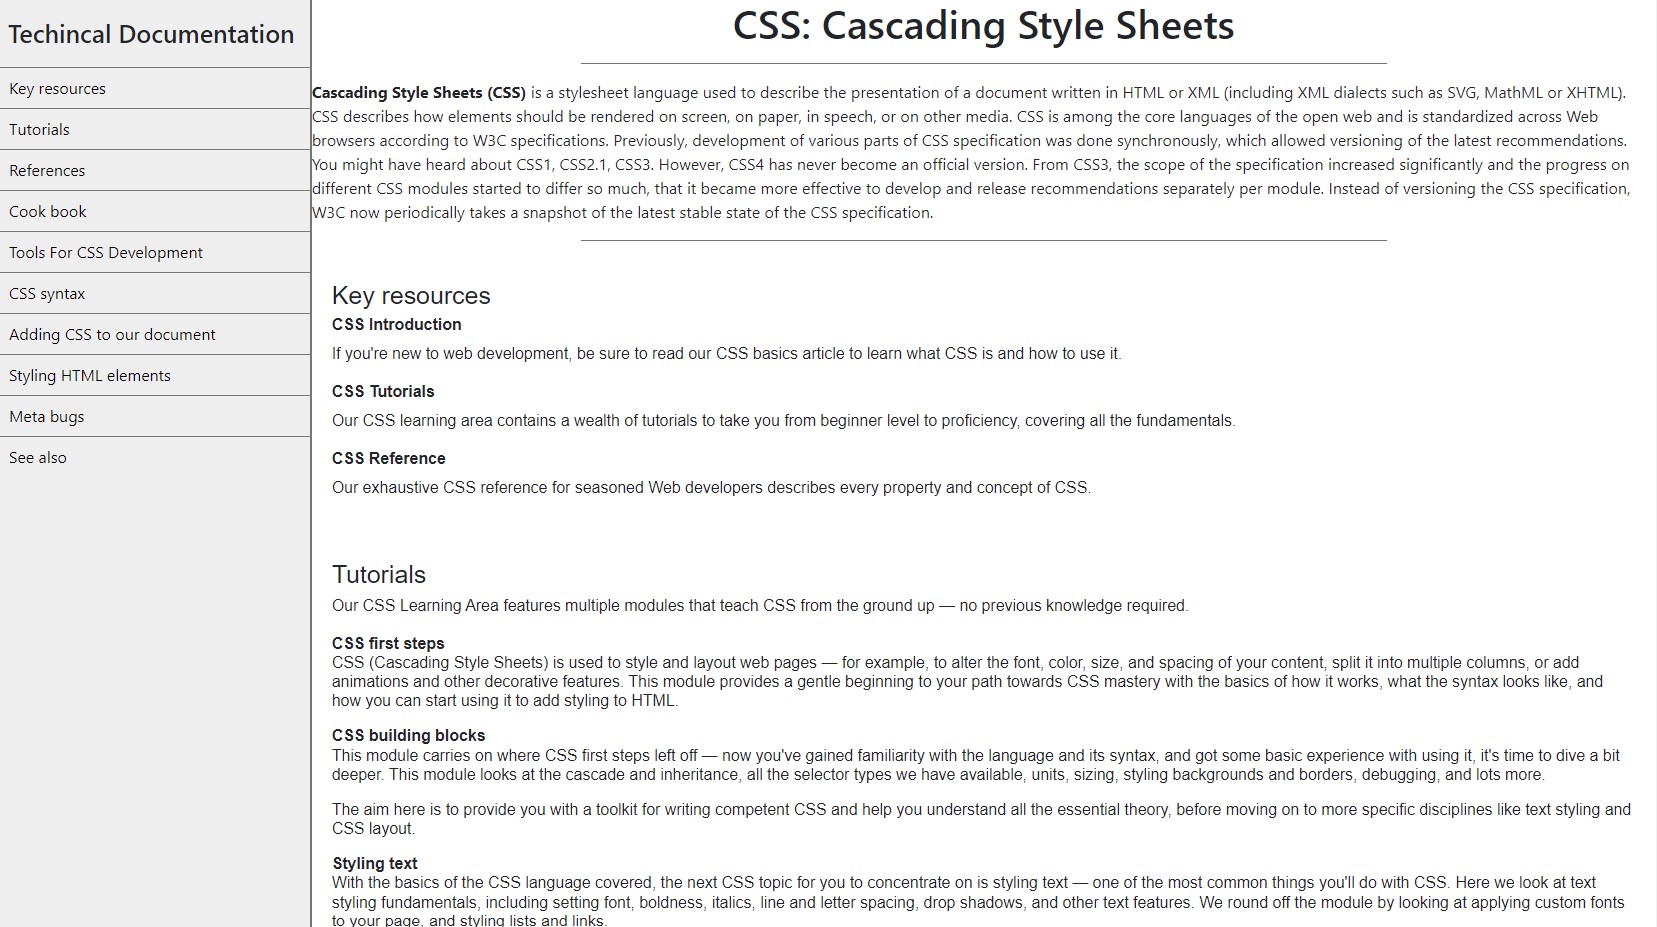 Techincal Documentation
Key resources
Tutorials
References
Cook book
Tools For CSS Development
CSS syntax
Adding CSS to our document
Styling HTML elements
Meta bugs
See also
CSS: Cascading Style Sheets
Cascading Style Sheets (CSS) is a stylesheet language used to describe the presentation of a document written in HTML or XML (including XML dialects such as SVG, MathML or XHTML).
CSS describes how elements should be rendered on screen, on paper, in speech, or on other media. CSS is among the core languages of the open web and is standardized across Web
browsers according to W3C specifications. Previously, development of various parts of CSS specification was done synchronously, which allowed versioning of the latest recommendations.
You might have heard about CSS1, CSS2.1, CSS3. However, CSS4 has never become an official version. From CSS3, the scope of the specification increased significantly and the progress on
different CSS modules started to differ so much, that it became more effective to develop and release recommendations separately per module. Instead of versioning the CSS specification,
W3C now periodically takes a snapshot of the latest stable state of the CSS specification.
Key resources
CSS Introduction
If you're new to web development, be sure to read our CSS basics article to learn what CSS is and how to use it.
CSS Tutorials
Our CSS learning area contains a wealth of tutorials to take you from beginner level to proficiency, covering all the fundamentals.
CSS Reference
Our exhaustive CSS reference for seasoned Web developers describes every property and concept of CSS.
Tutorials
Our CSS Learning Area features multiple modules that teach CSS from the ground up — no previous knowledge required.
CSS first steps
CSS (Cascading Style Sheets) is used to style and layout web pages — for example, to alter the font, color, size, and spacing of your content, split it into multiple columns, or add
animations and other decorative features. This module provides a gentle beginning to your path towards CSS mastery with the basics of how it works, what the syntax looks like, and
how you can start using it to add styling to HTML.
CSS building blocks
This module carries on where CSS first steps left off — now you've gained familiarity with the language and its syntax, and got some basic experience with using it, it's time to dive a bit
deeper. This module looks at the cascade and inheritance, all the selector types we have available, units, sizing, styling backgrounds and borders, debugging, and lots more.
The aim here is to provide you with a toolkit for writing competent CSS and help you understand all the essential theory, before moving on to more specific disciplines like text styling and
CSS layout.
Styling text
With the basics of the CSS language covered, the next CSS topic for you to concentrate on is styling text — one of the most common things you'll do with CSS. Here we look at text
styling fundamentals, including setting font, boldness, italics, line and letter spacing, drop shadows, and other text features. We round off the module by looking at applying custom fonts
to your page, and styling lists and links.